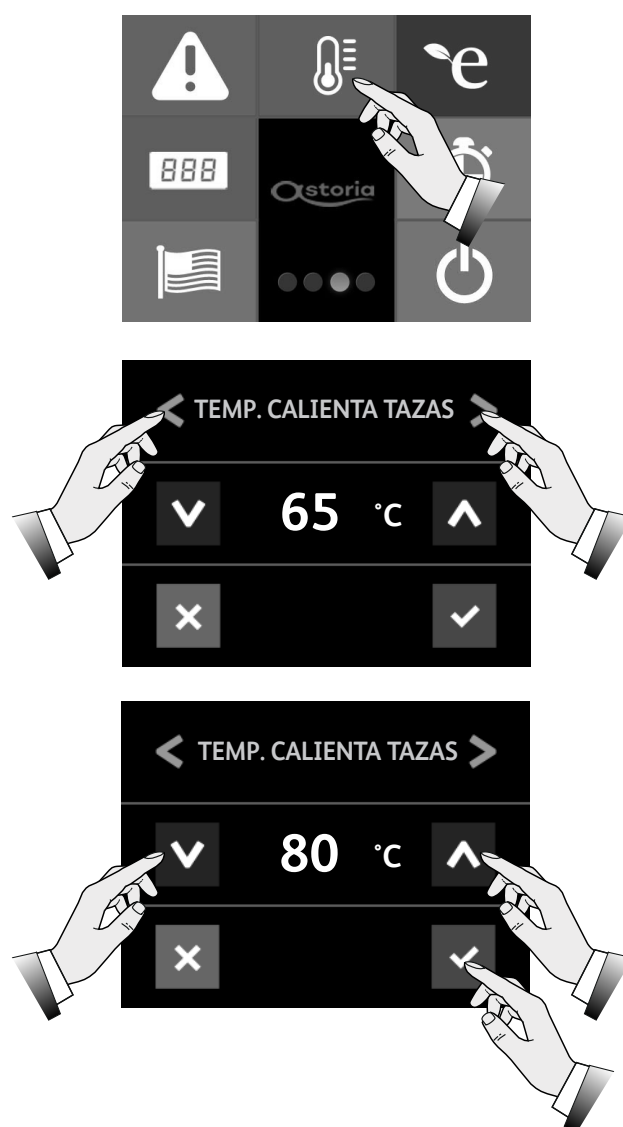 e
888
astoria
TEMP. CALIENTA TAZAS
65 °C
TEMP. CALIENTA TAZAS
80 °C